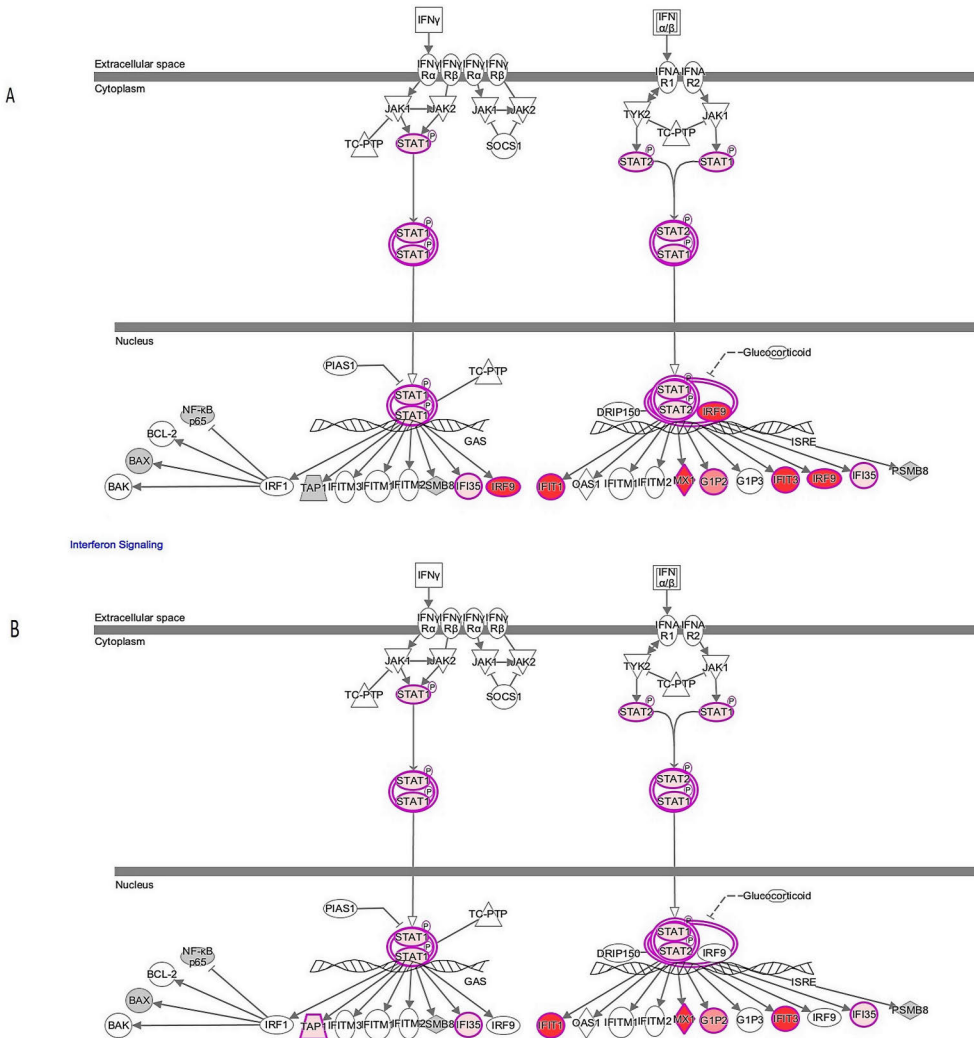 A
IFNγ
IFN
α/β
Extracellular space
Cytoplasm
IFNγ
Rα
IFNγ
Rβ
IFNγ
Rα
IFNγ
Rβ
IFNA
R1
IFNA
R2
JAK1
JAK2
JAK1
JAK2
TYK2
JAK1
TC-PTP
SOCS1
TC-PTP
STAT1
P
STAT2
P
STAT1
P
STAT1
P
STAT1
P
STAT2
P
STAT1
P
Nucleus
PIAS1
TC-PTP
Glucocorticoid
STAT1
P
STAT1
P
STAT1
P
STAT2
P
IRF9
DRIP150
NF-κB
p65
BCL-2
GAS
ISRE
BAX
BAK
IRF1
TAP1
IFITM3
IFITM1
IFITM2
PSMB8
IFI35
IRF9
IFIT1
OAS1
IFITM1
IFITM2
MX1
G1P2
G1P3
IFIT3
IRF9
IFI35
PSMB8
Interferon Signaling
B
IFNγ
IFN
α/β
Extracellular space
Cytoplasm
IFNγ
Rα
IFNγ
Rβ
IFNγ
Rα
IFNγ
Rβ
IFNA
R1
IFNA
R2
JAK1
JAK2
JAK1
JAK2
TYK2
JAK1
TC-PTP
SOCS1
TC-PTP
STAT1
P
STAT2
P
STAT1
P
STAT1
P
STAT1
P
STAT2
P
STAT1
P
Nucleus
PIAS1
TC-PTP
Glucocorticoid
STAT1
P
STAT1
P
STAT1
P
STAT2
P
IRF9
DRIP150
NF-κB
p65
BCL-2
GAS
ISRE
BAX
BAK
IRF1
TAP1
IFITM3
IFITM1
IFITM2
PSMB8
IFI35
IRF9
IFIT1
OAS1
IFITM1
IFITM2
MX1
G1P2
G1P3
IFIT3
IRF9
IFI35
PSMB8